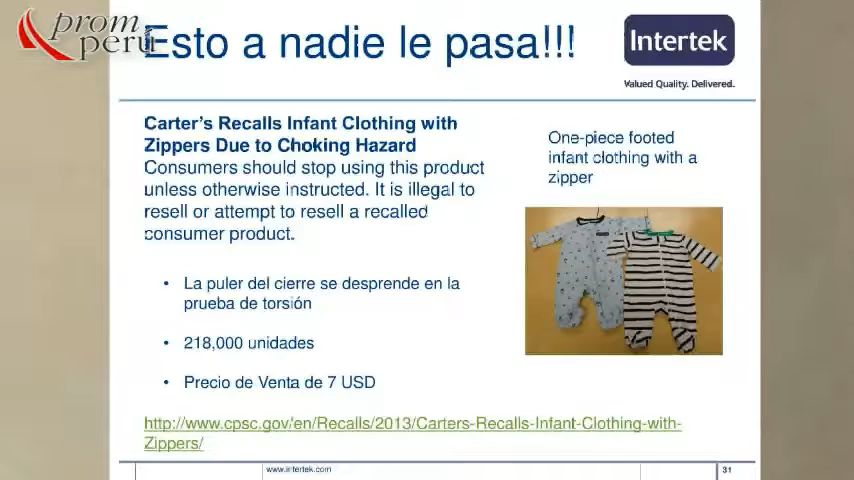 prom
perú
Esto a nadie le pasa!!!
Intertek
Valued Quality. Delivered.
Carter's Recalls Infant Clothing with
Zippers Due to Choking Hazard
Consumers should stop using this product
unless otherwise instructed. It is illegal to
resell or attempt to resell a recalled
consumer product.
One-piece footed
infant clothing with a
zipper
• La puler del cierre se desprende en la
prueba de torsión
• 218,000 unidades
• Precio de Venta de 7 USD
http://www.cpsc.gov/en/Recalls/2013/Carters-Recalls-Infant-Clothing-with-
Zippers/
www.intertek.com
31